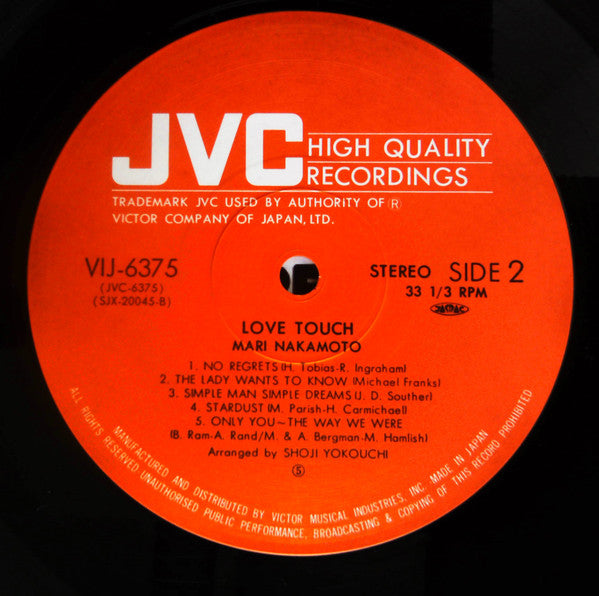 JVC HIGH QUALITY RECORDINGS
TRADEMARK JVC USED BY AUTHORITY OF Ⓡ
VICTOR COMPANY OF JAPAN, LTD.
VIJ-6375
(JVC-6375)
(SJX-20045-B)
STEREO SIDE 2
33 1/3 RPM
JASRAC
LOVE TOUCH
MARI NAKAMOTO
1. NO REGRETS(H. Tobias-R. Ingraham)
2. THE LADY WANTS TO KNOW (Michael Franks)
3. SIMPLE MAN SIMPLE DREAMS(J. D. Souther)
4. STARDUST(M. Parish-H. Carmichael)
5. ONLY YOU~THE WAY WE WERE
(B. Ram-A. Rand/M. & A. Bergman-M. Hamlish)
Arranged by SHOJI YOKOUCHI
Ⓢ
MANUFACTURED AND DISTRIBUTED BY VICTOR MUSICAL INDUSTRIES, INC. MADE IN JAPAN
ALL RIGHTS RESERVED UNAUTHORISED PUBLIC PERFORMANCE, BROADCASTING & COPYING OF THIS RECORD PROHIBITED